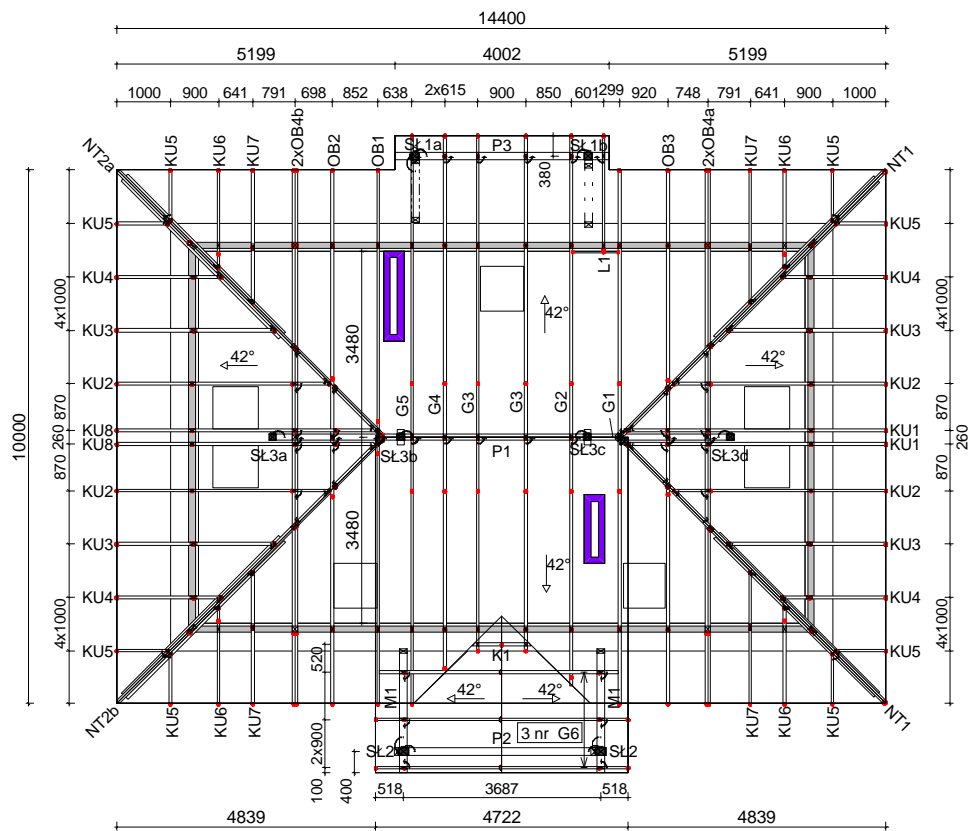 14400
5199 4002 5199
1000 900 641 791 698 852 638 2x615 900 850 601 299 920 748 791 641 900 1000
NT2a KU5 KU6 KU7 2xOB4b OB2 OB1 SŁ1a P3 SŁ1b OB3 2xOB4a KU7 KU6 KU5 NT1
380
KU5 KU5
KU4 L1 KU4
4x1000 42° 4x1000
KU3 3480 KU3
42° 42°
KU2 KU2
870 G5 G4 G3 G3 G2 G1 870
KU8 KU1
10000 260 260
KU8 KU1
SŁ3a SŁ3b P1 SŁ3c SŁ3d
870 870
KU2 KU2
3480
KU3 KU3
42°
KU4 KU4
4x1000 4x1000
KU5 520 K1 KU5
M1 42° 42° M1
NT2b KU5 KU6 KU7 KU7 KU6 KU5 NT1
2x900 P2 3 nr G6
SŁ2 SŁ2
100 400
518 3687 518
4839 4722 4839